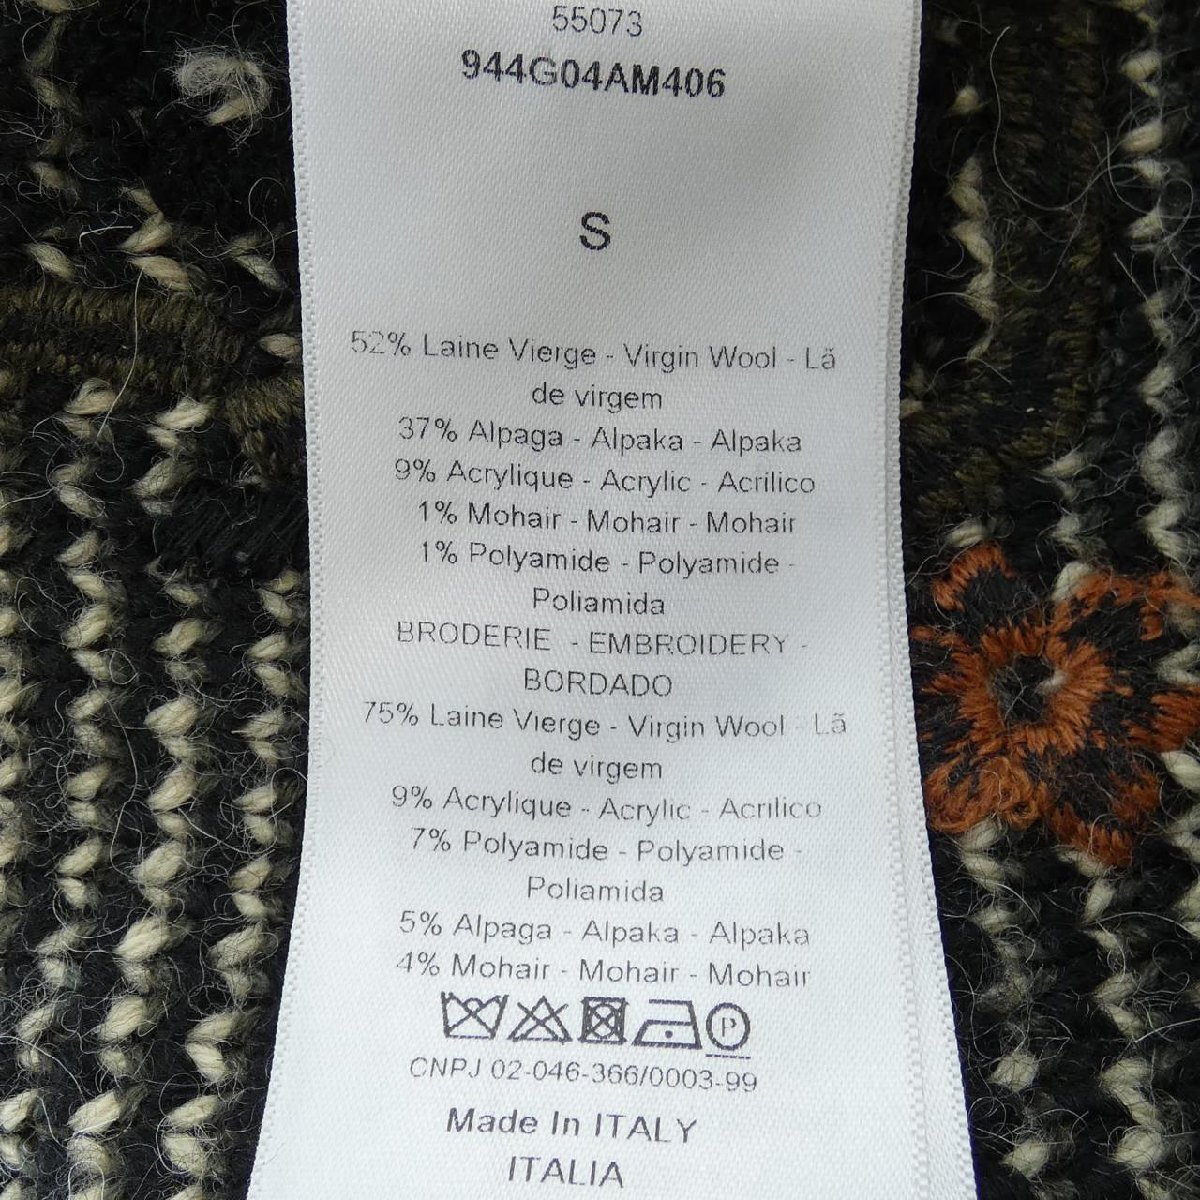 55073
944G04AM406
S
52% Laine Vierge - Virgin Wool - Lã
de virgem
37% Alpaga - Alpaka - Alpaka
9% Acrylique - Acrylic - Acrilico
1% Mohair - Mohair - Mohair
1% Polyamide - Polyamide -
Poliamida
BRODERIE - EMBROIDERY -
BORDADO
75% Laine Vierge - Virgin Wool - Lã
de virgem
9% Acrylique - Acrylic - Acrilico
7% Polyamide - Polyamide -
Poliamida
5% Alpaga - Alpaka - Alpaka
4% Mohair - Mohair - Mohair
P
CNPJ 02-046-366/0003-99
Made In ITALY
ITALIA